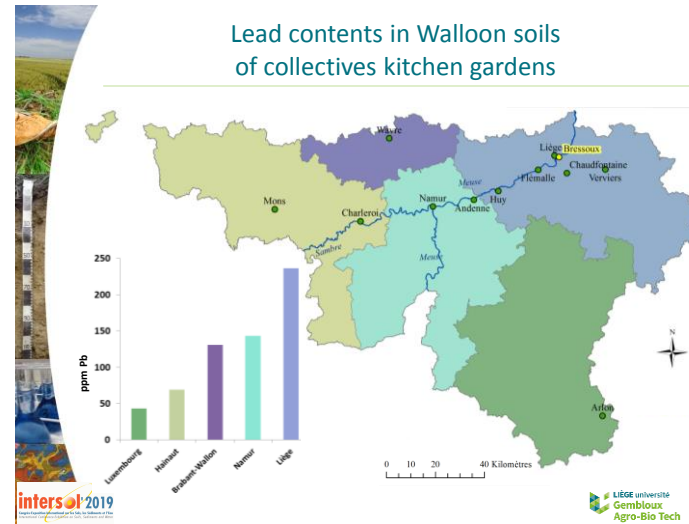 Lead contents in Walloon soils
of collectives kitchen gardens
Wavre
Liège
Bressoux
Chaudfontaine
Flémalle
Verviers
Meuse
Huy
Mons
Charleroi
Namur
Andenne
Sambre
Meuse
250
200
150
100
50
0
ppm Pb
Luxembourg
Hainaut
Brabant-Wallon
Namur
Liège
N
Arlon
0 20 40 Kilomètres
intersol'2019
LIÈGE université
Gembloux
Agro-Bio Tech